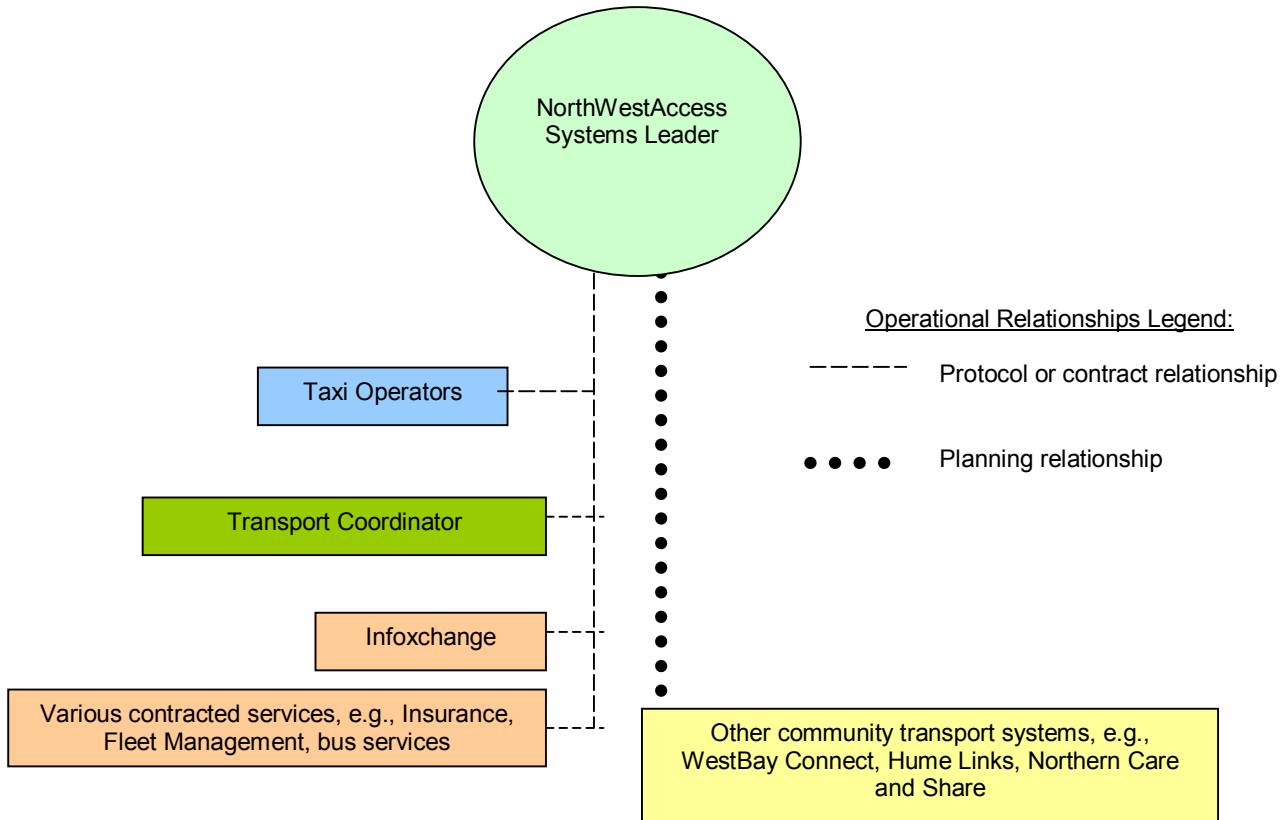 NorthWestAccess
Systems Leader
Operational Relationships Legend:
Protocol or contract relationship
Planning relationship
Taxi Operators
Transport Coordinator
Infoxchange
Various contracted services, e.g., Insurance,
Fleet Management, bus services
Other community transport systems, e.g.,
WestBay Connect, Hume Links, Northern Care
and Share